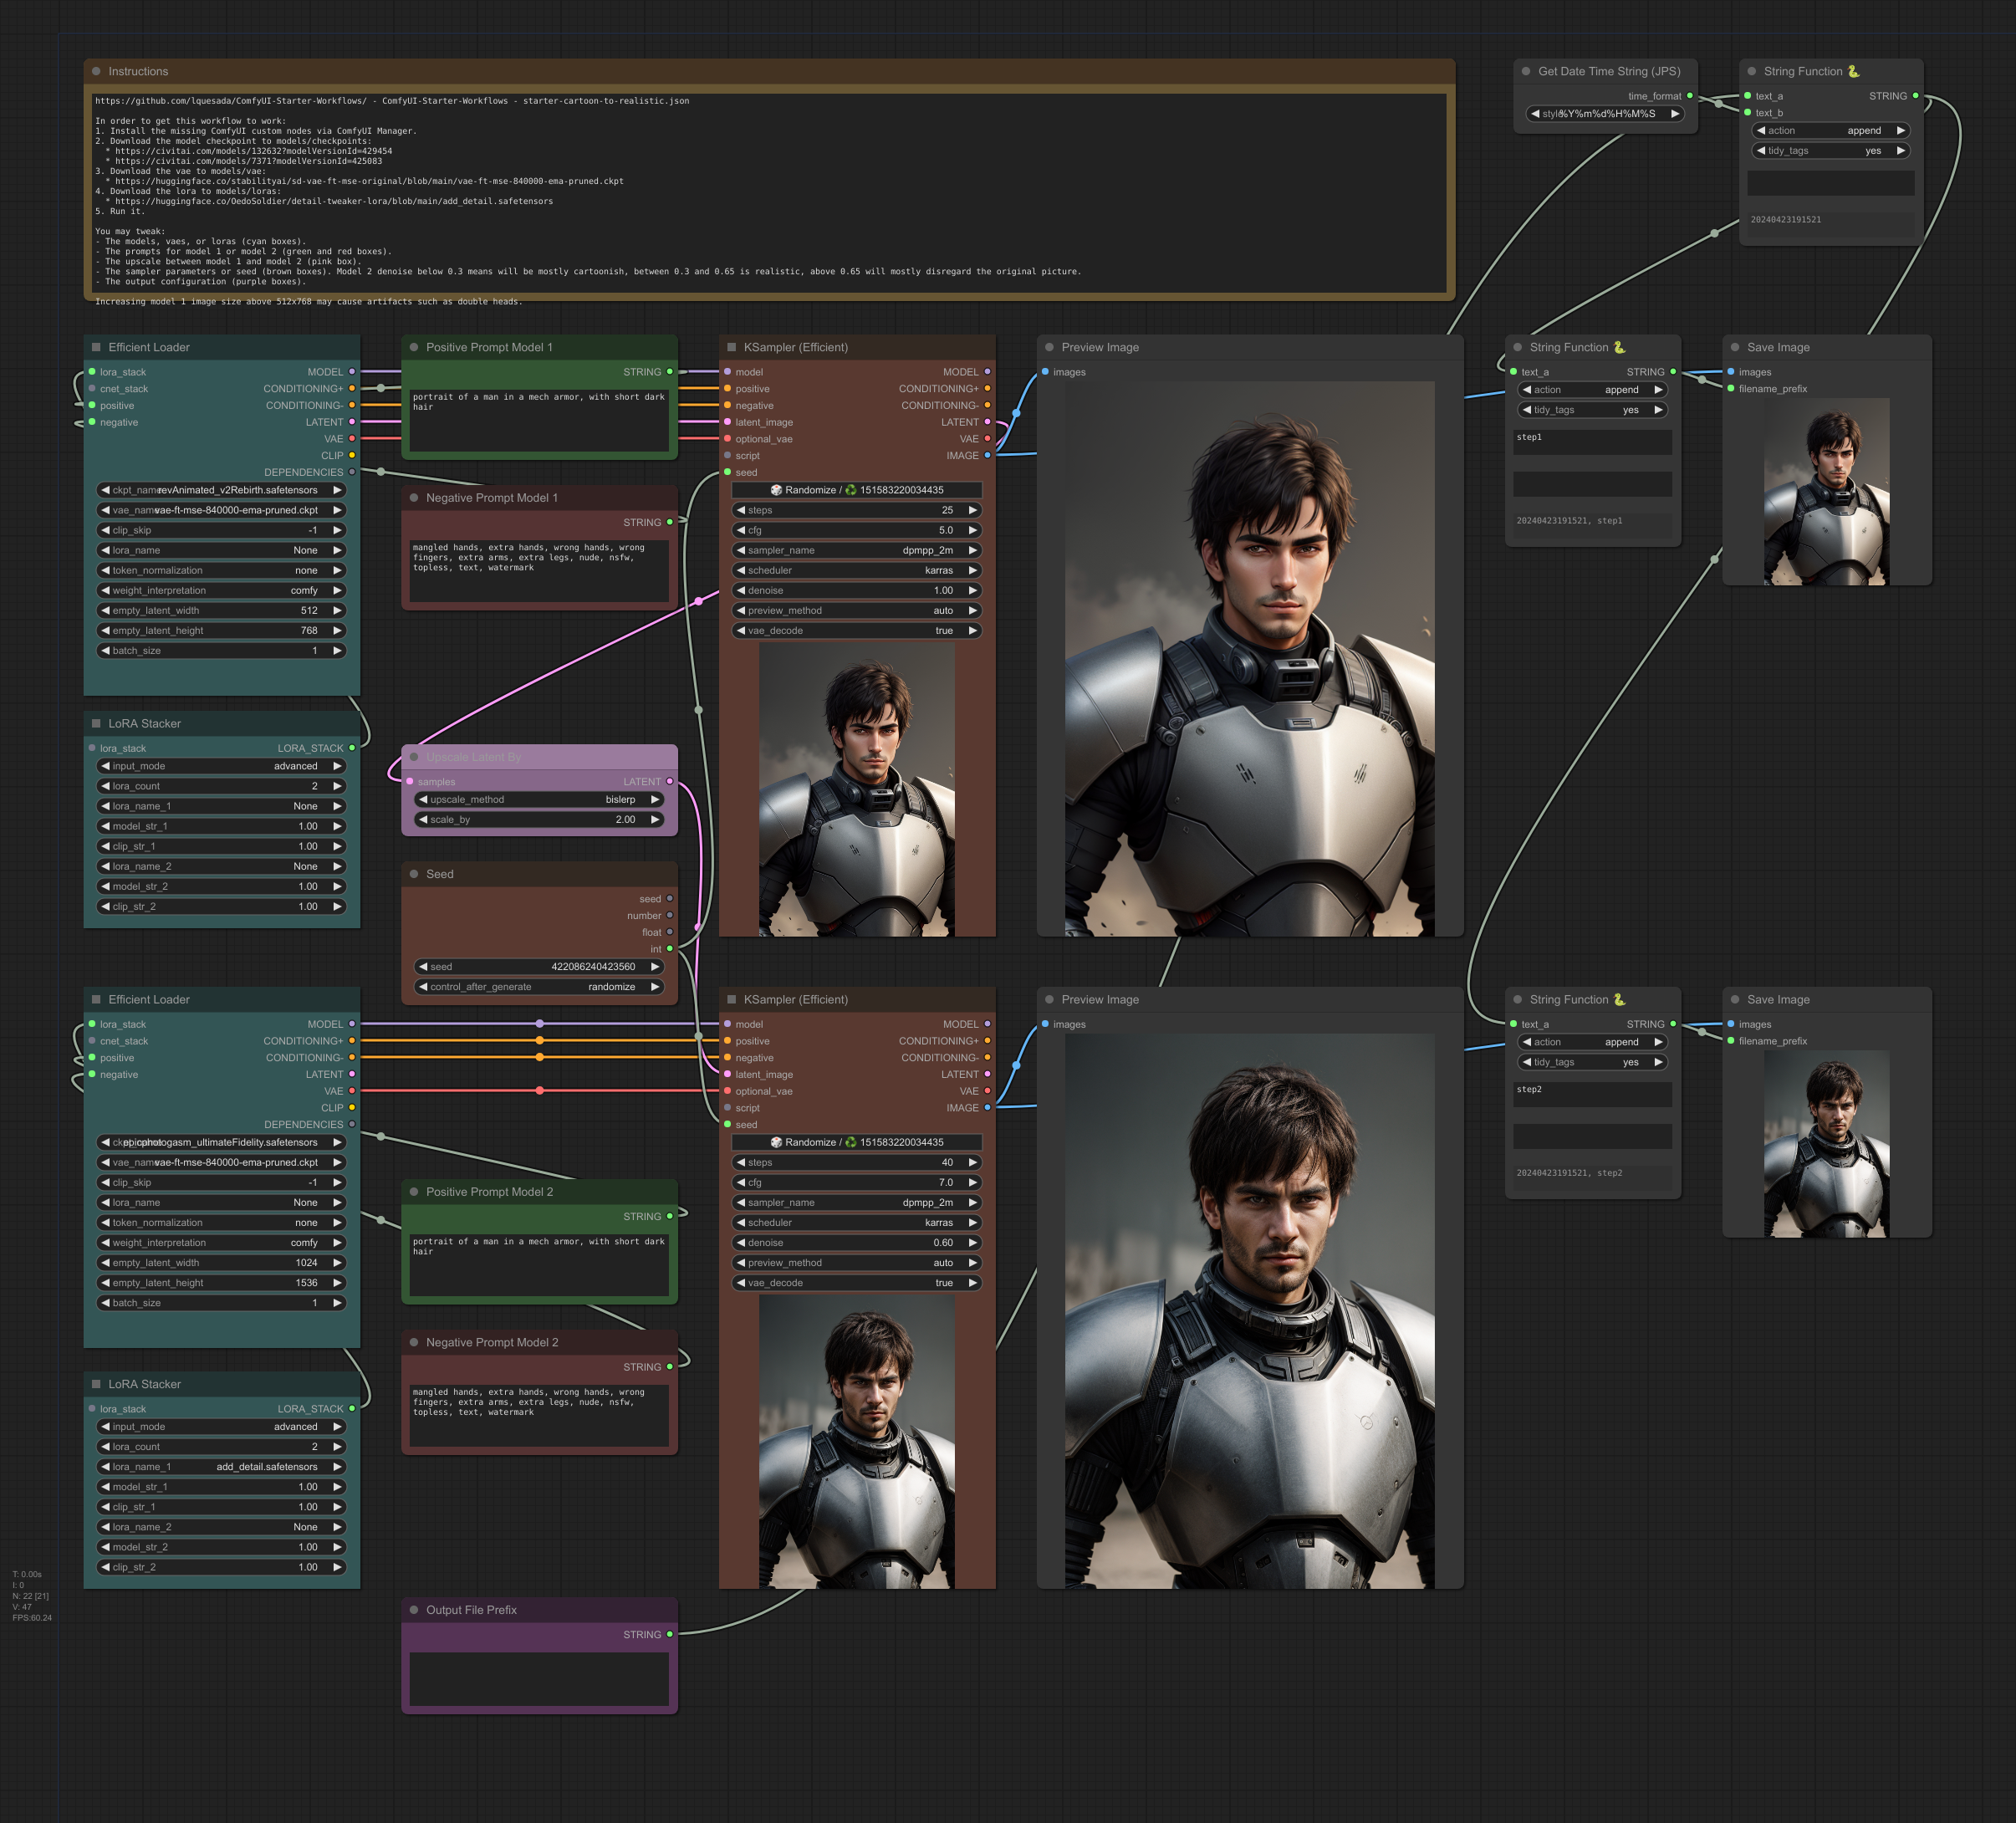 Instructions
https://github.com/lquesada/ComfyUI-Starter-Workflows/ - ComfyUI-Starter-Workflows - starter-cartoon-to-realistic.json
In order to get this workflow to work:
1. Install the missing ComfyUI custom nodes via ComfyUI Manager.
2. Download the model checkpoint to models/checkpoints:
* https://civitai.com/models/132632?modelVersionId=429454
* https://civitai.com/models/7371?modelVersionId=425083
3. Download the vae to models/vae:
* https://huggingface.co/stabilityai/sd-vae-ft-mse-original/blob/main/vae-ft-mse-840000-ema-pruned.ckpt
4. Download the lora to models/loras:
* https://huggingface.co/OedoSoldier/detail-tweaker-lora/blob/main/add_detail.safetensors
5. Run it.
You may tweak:
- The models, vaes, or loras (cyan boxes).
- The prompts for model 1 or model 2 (green and red boxes).
- The upscale between model 1 and model 2 (pink box).
- The sampler parameters or seed (brown boxes). Model 2 denoise below 0.3 means will be mostly cartoonish, between 0.3 and 0.65 is realistic, above 0.65 will mostly disregard the original picture.
- The output configuration (purple boxes).
Increasing model 1 image size above 512x768 may cause artifacts such as double heads.
Get Date Time String (JPS)
time_format
style %Y%m%d%H%M%S
String Function 🐍
text_a STRING
text_b
action append
tidy_tags yes
20240423191521
Efficient Loader
lora_stack MODEL
cnet_stack CONDITIONING+
positive CONDITIONING-
negative LATENT
VAE
CLIP
DEPENDENCIES
ckpt_name revAnimated_v2Rebirth.safetensors
vae_name vae-ft-mse-840000-ema-pruned.ckpt
clip_skip -1
lora_name None
token_normalization none
weight_interpretation comfy
empty_latent_width 512
empty_latent_height 768
batch_size 1
LoRA Stacker
lora_stack LORA_STACK
input_mode advanced
lora_count 2
lora_name_1 None
model_str_1 1.00
clip_str_1 1.00
lora_name_2 None
model_str_2 1.00
clip_str_2 1.00
Positive Prompt Model 1
STRING
portrait of a man in a mech armor, with short dark
hair
Negative Prompt Model 1
STRING
mangled hands, extra hands, wrong hands, wrong
fingers, extra arms, extra legs, nude, nsfw,
topless, text, watermark
Upscale Latent By
samples LATENT
upscale_method bislerp
scale_by 2.00
Seed
seed
number
float
int
seed 422086240423560
control_after_generate randomize
KSampler (Efficient)
model MODEL
positive CONDITIONING+
negative CONDITIONING-
latent_image LATENT
optional_vae VAE
script IMAGE
seed
🎲 Randomize / ♻ 151583220034435
steps 25
cfg 5.0
sampler_name dpmpp_2m
scheduler karras
denoise 1.00
preview_method auto
vae_decode true
Preview Image
images
String Function 🐍
text_a STRING
action append
tidy_tags yes
step1
20240423191521, step1
Save Image
images
filename_prefix
Efficient Loader
lora_stack MODEL
cnet_stack CONDITIONING+
positive CONDITIONING-
negative LATENT
VAE
CLIP
DEPENDENCIES
epicphotogasm_ultimateFidelity.safetensors
vae_name vae-ft-mse-840000-ema-pruned.ckpt
clip_skip -1
lora_name None
token_normalization none
weight_interpretation comfy
empty_latent_width 1024
empty_latent_height 1536
batch_size 1
LoRA Stacker
lora_stack LORA_STACK
input_mode advanced
lora_count 2
lora_name_1 add_detail.safetensors
model_str_1 1.00
clip_str_1 1.00
lora_name_2 None
model_str_2 1.00
clip_str_2 1.00
Positive Prompt Model 2
STRING
portrait of a man in a mech armor, with short dark
hair
Negative Prompt Model 2
STRING
mangled hands, extra hands, wrong hands, wrong
fingers, extra arms, extra legs, nude, nsfw,
topless, text, watermark
Output File Prefix
STRING
KSampler (Efficient)
model MODEL
positive CONDITIONING+
negative CONDITIONING-
latent_image LATENT
optional_vae VAE
script IMAGE
seed
🎲 Randomize / ♻ 151583220034435
steps 40
cfg 7.0
sampler_name dpmpp_2m
scheduler karras
denoise 0.60
preview_method auto
vae_decode true
Preview Image
images
String Function 🐍
text_a STRING
action append
tidy_tags yes
step2
20240423191521, step2
Save Image
images
filename_prefix
T: 0.00s
I: 0
N: 22 [21]
V: 47
FPS:60.24